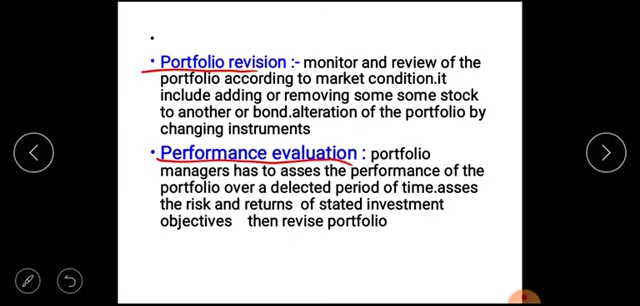 •
• Portfolio revision :- monitor and review of the
portfolio according to market condition.it
include adding or removing some some stock
to another or bond.alteration of the portfolio by
changing instruments
• Performance evaluation : portfolio
managers has to asses the performance of the
portfolio over a delected period of time.asses
the risk and returns of stated investment
objectives then revise portfolio